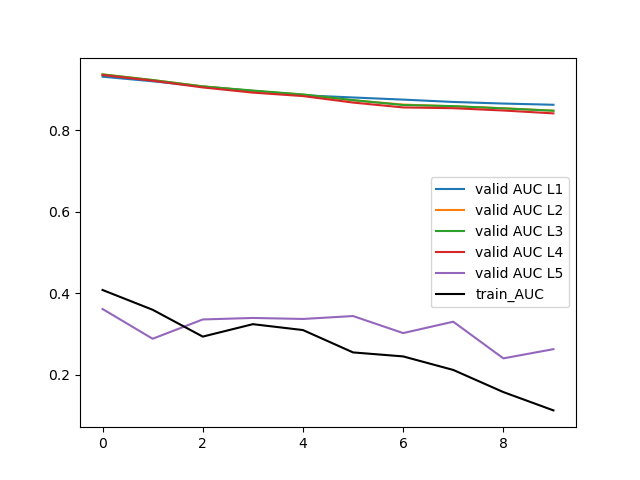 0.8
0.6
0.4
0.2
0 2 4 6 8
valid AUC L1
valid AUC L2
valid AUC L3
valid AUC L4
valid AUC L5
train_AUC